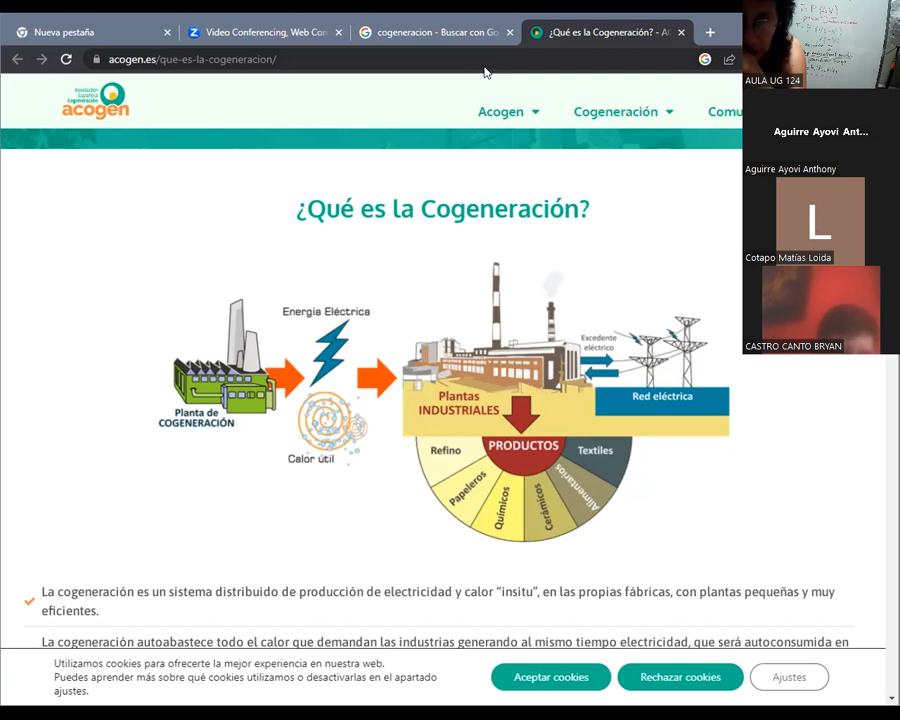 Nueva pestaña
Video Conferencing, Web Con
cogeneracion - Buscar con Go
¿Qué es la Cogeneración? - AC
acogen.es/que-es-la-cogeneracion/
Asociación
Española
Cogeneración
acogen
Acogen
Cogeneración
Comu
AULA UG 124
Aguirre Ayovi Ant...
Aguirre Ayovi Anthony
L
Cotapo Matías Loida
CASTRO CANTO BRYAN
¿Qué es la Cogeneración?
Energía Eléctrica
Excedente
eléctrico
Planta de
COGENERACIÓN
Calor útil
Plantas
INDUSTRIALES
Red eléctrica
PRODUCTOS
Refino
Papeleros
Químicos
Cerámicos
Alimentarios
Textiles
La cogeneración es un sistema distribuido de producción de electricidad y calor “insitu”, en las propias fábricas, con plantas pequeñas y muy
eficientes.
La cogeneración autoabastece todo el calor que demandan las industrias generando al mismo tiempo electricidad, que será autoconsumida en
Utilizamos cookies para ofrecerte la mejor experiencia en nuestra web.
Puedes aprender más sobre qué cookies utilizamos o desactivarlas en el apartado
ajustes.
Aceptar cookies
Rechazar cookies
Ajustes